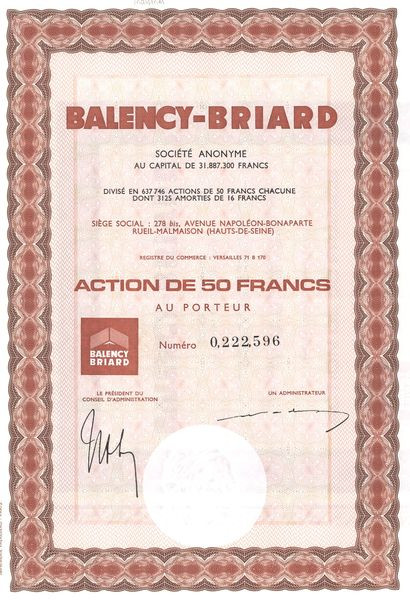 BALENCY-BRIARD
SOCIÉTÉ ANONYME
AU CAPITAL DE 31.887.300 FRANCS
DIVISÉ EN 637 746 ACTIONS DE 50 FRANCS CHACUNE
DONT 3125 AMORTIES DE 16 FRANCS
SIÈGE SOCIAL : 278 bis, AVENUE NAPOLÉON-BONAPARTE
RUEIL-MALMAISON (HAUTS-DE-SEINE)
REGISTRE DU COMMERCE : VERSAILLES 71 B 170
ACTION DE 50 FRANCS
AU PORTEUR
BALENCY
BRIARD
Numéro 0,222,596
LE PRÉSIDENT DU
CONSEIL D'ADMINISTRATION
UN ADMINISTRATEUR